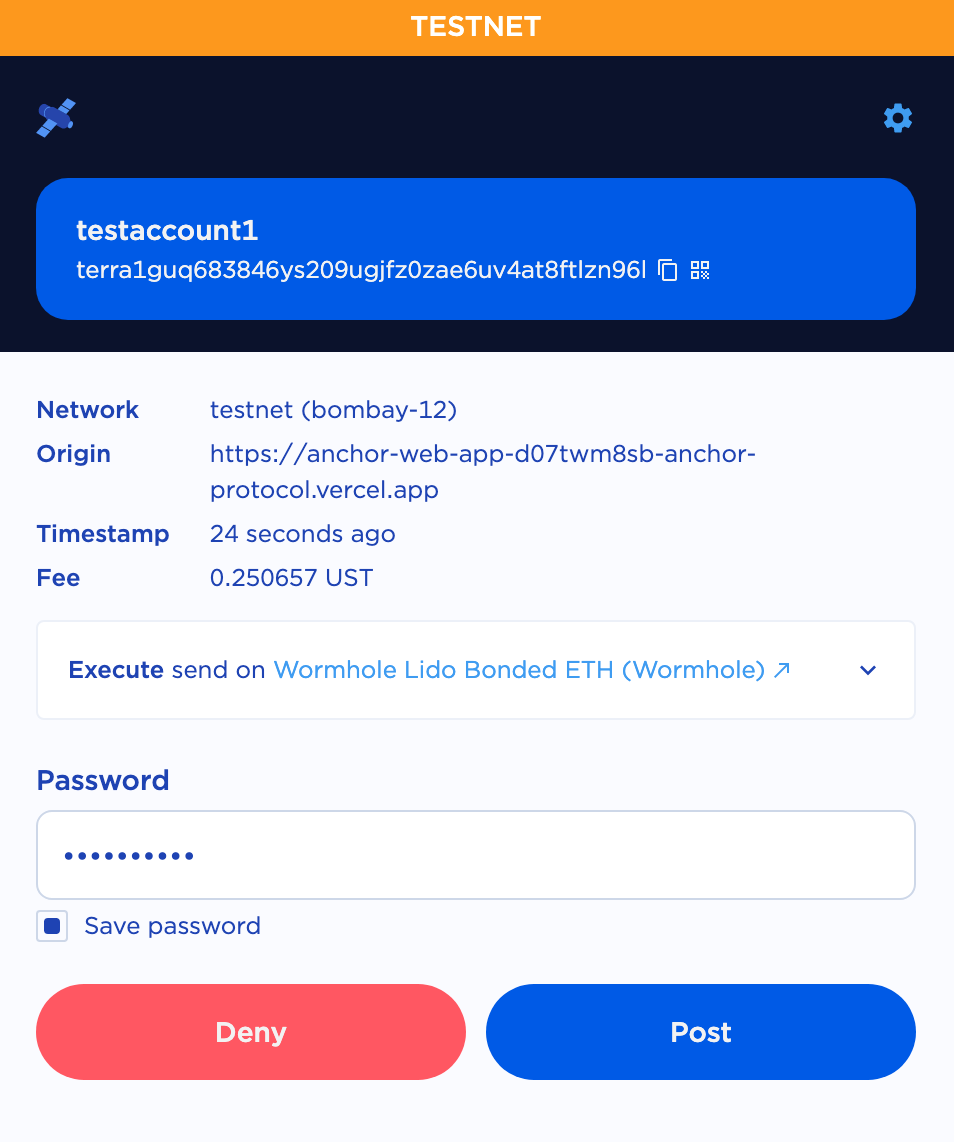 TESTNET
testaccount1
terra1guq683846ys209ugjfz0zae6uv4at8ftlzn96l
Network testnet (bombay-12)
Origin https://anchor-web-app-d07twm8sb-anchor-
protocol.vercel.app
Timestamp 24 seconds ago
Fee 0.250657 UST
Execute send on Wormhole Lido Bonded ETH (Wormhole)
Password
Save password
Deny Post